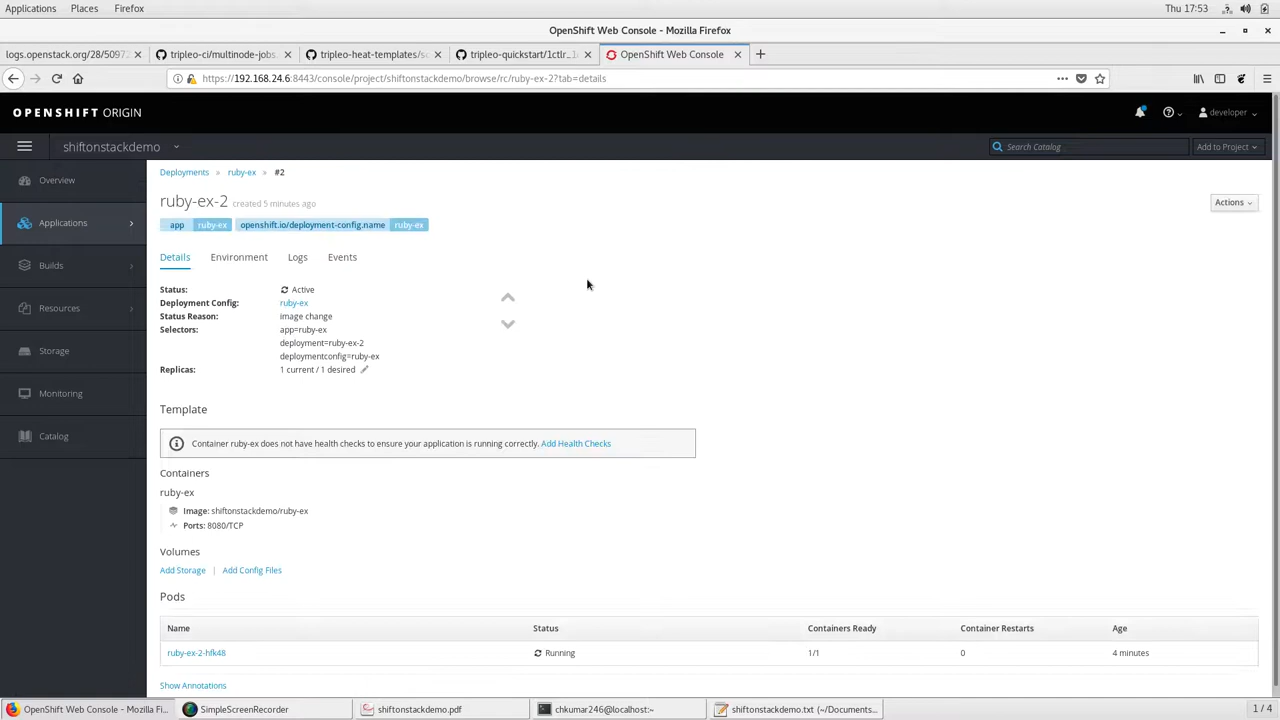 Applications Places Firefox Thu 17:53
OpenShift Web Console - Mozilla Firefox
logs.openstack.org/28/5097 tripleo-ci/multinode-jobs tripleo-heat-templates/s tripleo-quickstart/1ctlr_1 OpenShift Web Console
https://192.168.24.6:8443/console/project/shiftonstackdemo/browse/rc/ruby-ex-2?tab=details
OPENSHIFT ORIGIN developer
shiftonstackdemo Search Catalog Add to Project
Overview
Applications
Builds
Resources
Storage
Monitoring
Catalog
Deployments » ruby-ex » #2
ruby-ex-2 created 5 minutes ago
Actions
app ruby-ex openshift.io/deployment-config.name ruby-ex
Details Environment Logs Events
Status: Active
Deployment Config: ruby-ex
Status Reason: image change
Selectors: app=ruby-ex
deployment=ruby-ex-2
deploymentconfig=ruby-ex
Replicas: 1 current / 1 desired
Template
Container ruby-ex does not have health checks to ensure your application is running correctly. Add Health Checks
Containers
ruby-ex
Image: shiftonstackdemo/ruby-ex
Ports: 8080/TCP
Volumes
Add Storage | Add Config Files
Pods
Name Status Containers Ready Container Restarts Age
ruby-ex-2-hfk48 Running 1/1 0 4 minutes
Show Annotations
OpenShift Web Console - Mozilla Fi... SimpleScreenRecorder shiftonstackdemo.pdf chkumar246@localhost:~ shiftonstackdemo.txt (~/Documents... 1 / 4